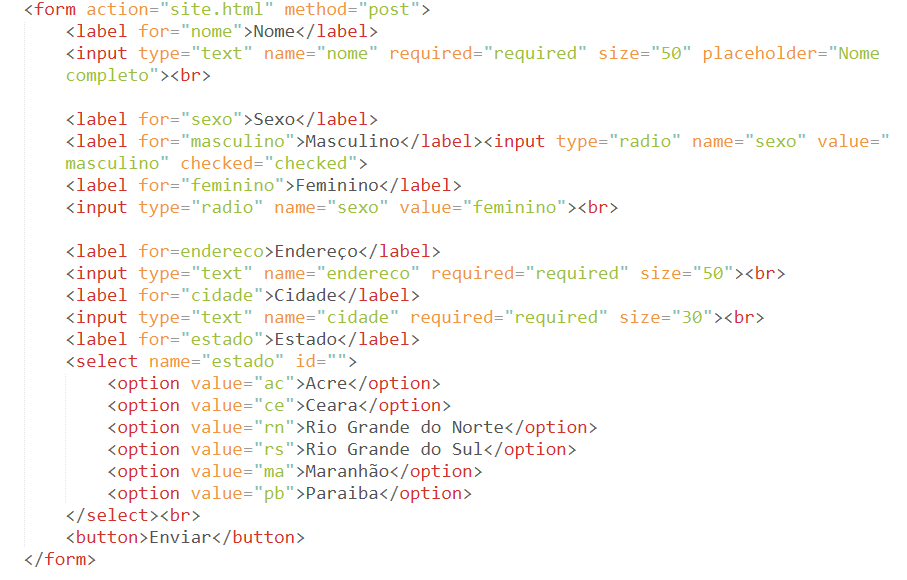 <form action="site.html" method="post">
<label for="nome">Nome</label>
<input type="text" name="nome" required="required" size="50" placeholder="Nome
completo"><br>
<label for="sexo">Sexo</label>
<label for="masculino">Masculino</label><input type="radio" name="sexo" value="
masculino" checked="checked">
<label for="feminino">Feminino</label>
<input type="radio" name="sexo" value="feminino"><br>
<label for=endereco>Endereço</label>
<input type="text" name="endereco" required="required" size="50"><br>
<label for="cidade">Cidade</label>
<input type="text" name="cidade" required="required" size="30"><br>
<label for="estado">Estado</label>
<select name="estado" id="">
<option value="ac">Acre</option>
<option value="ce">Ceara</option>
<option value="rn">Rio Grande do Norte</option>
<option value="rs">Rio Grande do Sul</option>
<option value="ma">Maranhão</option>
<option value="pb">Paraiba</option>
</select><br>
<button>Enviar</button>
</form>